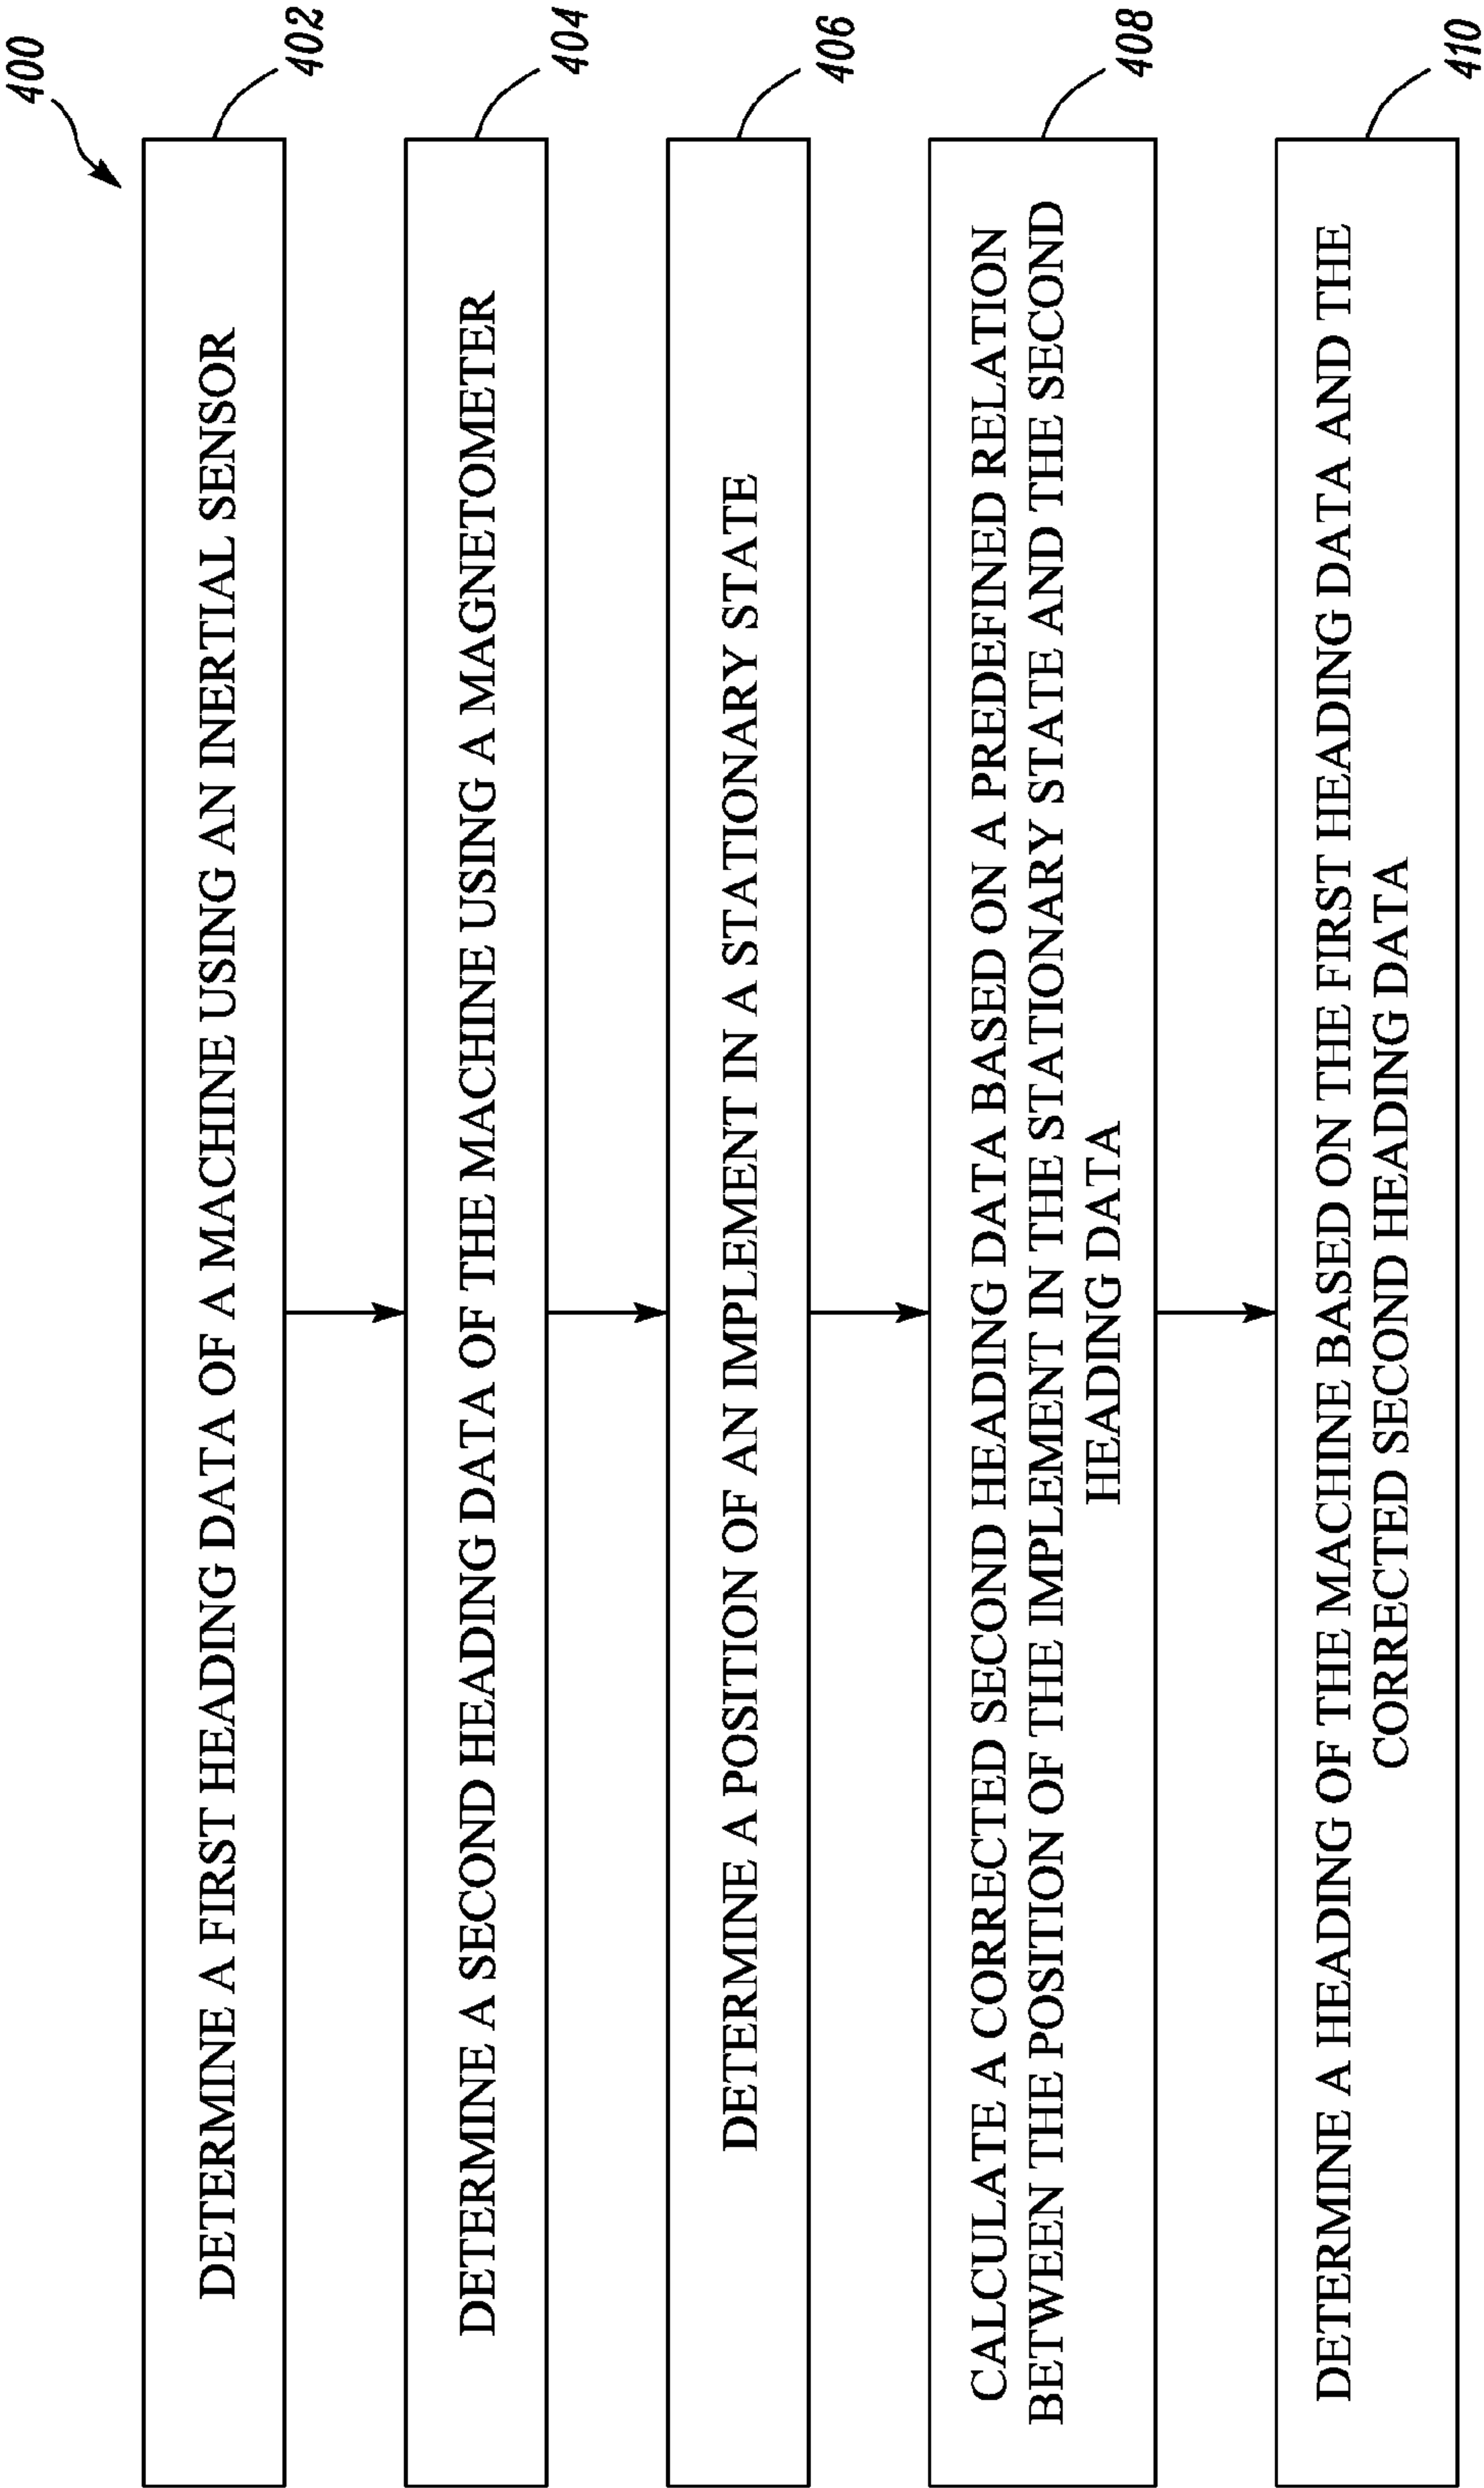 400
DETERMINE A FIRST HEADING DATA OF A MACHINE USING AN INERTIAL SENSOR
402
DETERMINE A SECOND HEADING DATA OF THE MACHINE USING A MAGNETOMETER
404
DETERMINE A POSITION OF AN IMPLEMENT IN A STATIONARY STATE
406
CALCULATE A CORRECTED SECOND HEADING DATA BASED ON A PREDEFINED RELATION
BETWEEN THE POSITION OF THE IMPLEMENT IN THE STATIONARY STATE AND THE SECOND
HEADING DATA
408
DETERMINE A HEADING OF THE MACHINE BASED ON THE FIRST HEADING DATA AND THE
CORRECTED SECOND HEADING DATA
410